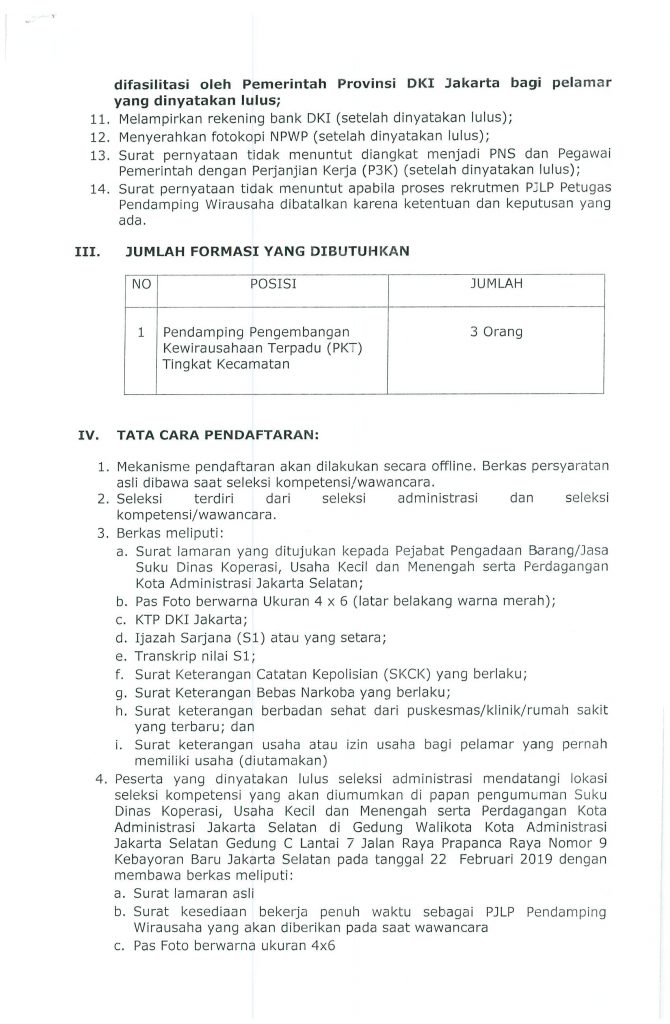 difasilitasi oleh Pemerintah Provinsi DKI Jakarta bagi pelamar
yang dinyatakan lulus;
11. Melampirkan rekening bank DKI (setelah dinyatakan lulus);
12. Menyerahkan fotokopi NPWP (setelah dinyatakan lulus);
13. Surat pernyataan tidak menuntut diangkat menjadi PNS dan Pegawai
Pemerintah dengan Perjanjian Kerja (P3K) (setelah dinyatakan lulus);
14. Surat pernyataan tidak menuntut apabila proses rekrutmen PJLP Petugas
Pendamping Wirausaha dibatalkan karena ketentuan dan keputusan yang
ada.
III. JUMLAH FORMASI YANG DIBUTUHKAN
NO POSISI JUMLAH
1 Pendamping Pengembangan 3 Orang
Kewirausahaan Terpadu (PKT)
Tingkat Kecamatan
IV. TATA CARA PENDAFTARAN:
1. Mekanisme pendaftaran akan dilakukan secara offline. Berkas persyaratan
asli dibawa saat seleksi kompetensi/wawancara.
2. Seleksi terdiri dari seleksi administrasi dan seleksi
kompetensi/wawancara.
3. Berkas meliputi:
a. Surat lamaran yang ditujukan kepada Pejabat Pengadaan Barang/Jasa
Suku Dinas Koperasi, Usaha Kecil dan Menengah serta Perdagangan
Kota Administrasi Jakarta Selatan;
b. Pas Foto berwarna Ukuran 4 x 6 (latar belakang warna merah);
c. KTP DKI Jakarta;
d. Ijazah Sarjana (S1) atau yang setara;
e. Transkrip nilai S1;
f. Surat Keterangan Catatan Kepolisian (SKCK) yang berlaku;
g. Surat Keterangan Bebas Narkoba yang berlaku;
h. Surat keterangan berbadan sehat dari puskesmas/klinik/rumah sakit
yang terbaru; dan
i. Surat keterangan usaha atau izin usaha bagi pelamar yang pernah
memiliki usaha (diutamakan)
4. Peserta yang dinyatakan lulus seleksi administrasi mendatangi lokasi
seleksi kompetensi yang akan diumumkan di papan pengumuman Suku
Dinas Koperasi, Usaha Kecil dan Menengah serta Perdagangan Kota
Administrasi Jakarta Selatan di Gedung Walikota Kota Administrasi
Jakarta Selatan Gedung C Lantai 7 Jalan Raya Prapanca Raya Nomor 9
Kebayoran Baru Jakarta Selatan pada tanggal 22 Februari 2019 dengan
membawa berkas meliputi:
a. Surat lamaran asli
b. Surat kesediaan bekerja penuh waktu sebagai PJLP Pendamping
Wirausaha yang akan diberikan pada saat wawancara
c. Pas Foto berwarna ukuran 4x6